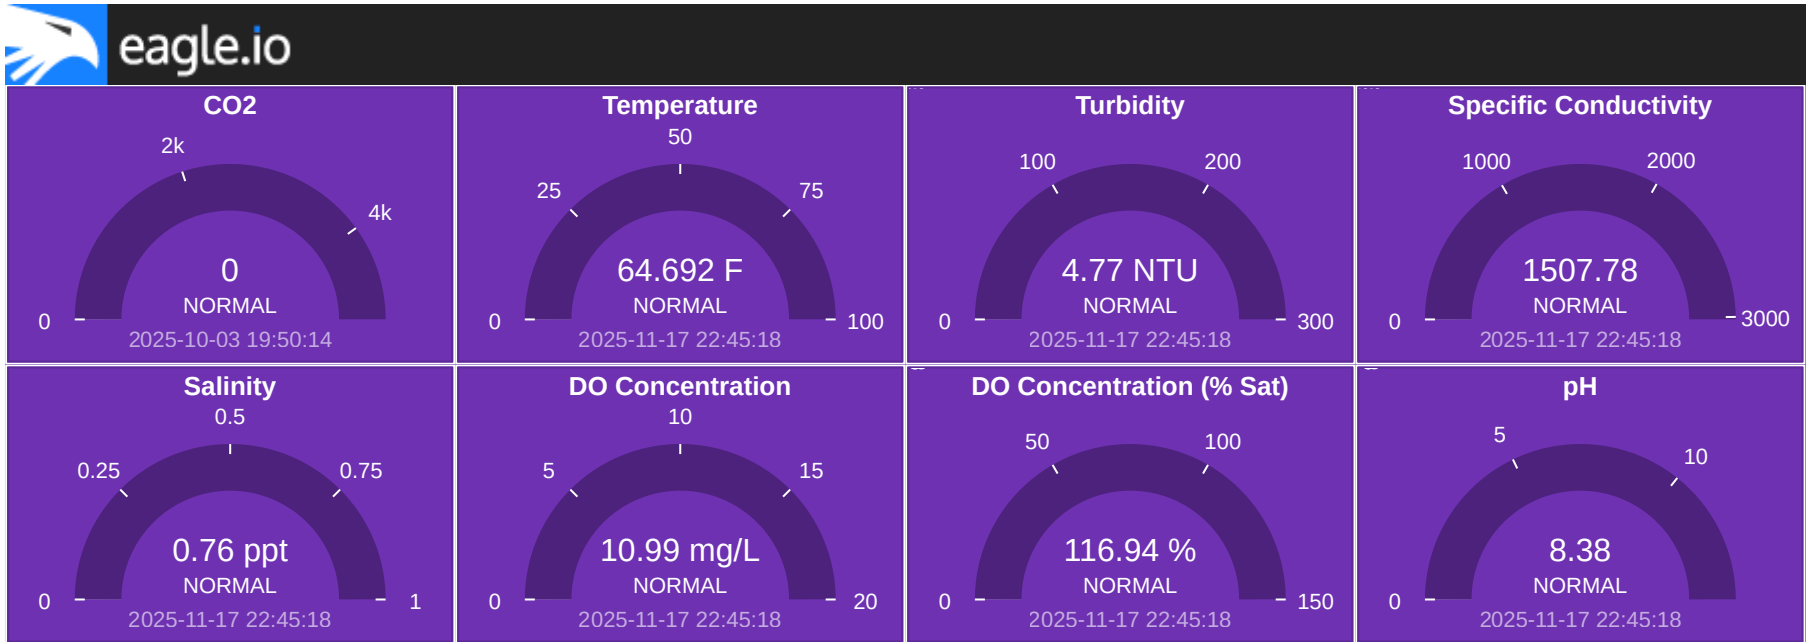 eagle.io
CO2
2k
4k
0
0
NORMAL
2025-10-03 19:50:14
Temperature
50
25
75
64.692 F
NORMAL
0
100
2025-11-17 22:45:18
Turbidity
100
200
4.77 NTU
NORMAL
0
300
2025-11-17 22:45:18
Specific Conductivity
1000
2000
1507.78
NORMAL
0
3000
2025-11-17 22:45:18
Salinity
0.5
0.25
0.75
0.76 ppt
NORMAL
0
1
2025-11-17 22:45:18
DO Concentration
10
5
15
10.99 mg/L
NORMAL
0
20
2025-11-17 22:45:18
DO Concentration (% Sat)
50
100
116.94 %
NORMAL
0
150
2025-11-17 22:45:18
pH
5
10
8.38
NORMAL
0
2025-11-17 22:45:18